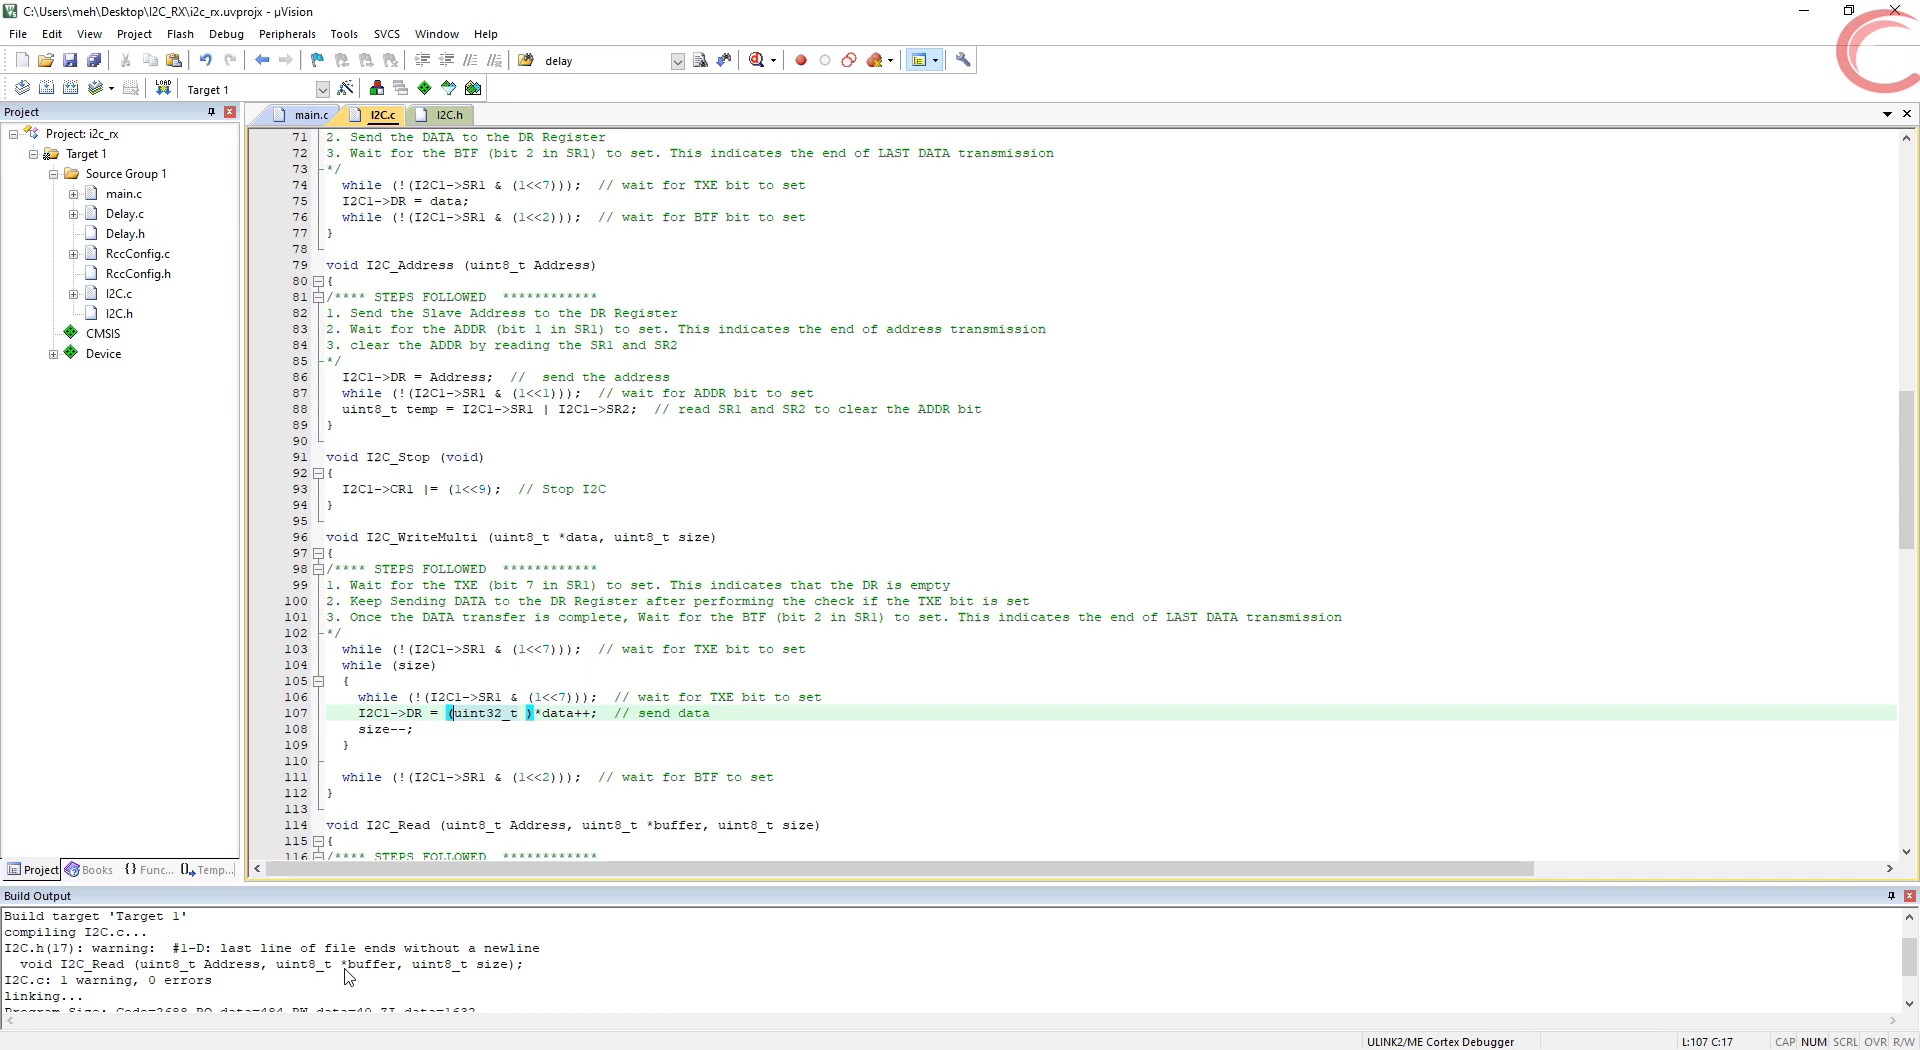 C:\Users\meh\Desktop\I2C_RX\i2c_rx.uvprojx - µVision
File Edit View Project Flash Debug Peripherals Tools SVCS Window Help
delay
LOAD Target 1
Project
Project: i2c_rx
Target 1
Source Group 1
main.c
Delay.c
Delay.h
RccConfig.c
RccConfig.h
I2C.c
I2C.h
CMSIS
Device
Project Books {} Func... Temp...
main.c I2C.c I2C.h
71 2. Send the DATA to the DR Register
72 3. Wait for the BTF (bit 2 in SR1) to set. This indicates the end of LAST DATA transmission
73 */
74 while (!(I2C1->SR1 & (1<<7))); // wait for TXE bit to set
75 I2C1->DR = data;
76 while (!(I2C1->SR1 & (1<<2))); // wait for BTF bit to set
77 }
78
79 void I2C_Address (uint8_t Address)
80 {
81 /**** STEPS FOLLOWED ************
82 1. Send the Slave Address to the DR Register
83 2. Wait for the ADDR (bit 1 in SR1) to set. This indicates the end of address transmission
84 3. clear the ADDR by reading the SR1 and SR2
85 */
86 I2C1->DR = Address; // send the address
87 while (!(I2C1->SR1 & (1<<1))); // wait for ADDR bit to set
88 uint8_t temp = I2C1->SR1 | I2C1->SR2; // read SR1 and SR2 to clear the ADDR bit
89 }
90
91 void I2C_Stop (void)
92 {
93 I2C1->CR1 |= (1<<9); // Stop I2C
94 }
95
96 void I2C_WriteMulti (uint8_t *data, uint8_t size)
97 {
98 /**** STEPS FOLLOWED ************
99 1. Wait for the TXE (bit 7 in SR1) to set. This indicates that the DR is empty
100 2. Keep Sending DATA to the DR Register after performing the check if the TXE bit is set
101 3. Once the DATA transfer is complete, Wait for the BTF (bit 2 in SR1) to set. This indicates the end of LAST DATA transmission
102 */
103 while (!(I2C1->SR1 & (1<<7))); // wait for TXE bit to set
104 while (size)
105 {
106 while (!(I2C1->SR1 & (1<<7))); // wait for TXE bit to set
107 I2C1->DR = (uint32_t )*data++; // send data
108 size--;
109 }
110
111 while (!(I2C1->SR1 & (1<<2))); // wait for BTF to set
112 }
113
114 void I2C_Read (uint8_t Address, uint8_t *buffer, uint8_t size)
115 {
116 /**** STEPS FOLLOWED ************
Build Output
Build target 'Target 1'
compiling I2C.c...
I2C.h(17): warning: #1-D: last line of file ends without a newline
void I2C_Read (uint8_t Address, uint8_t *buffer, uint8_t size);
I2C.c: 1 warning, 0 errors
linking...
Program Size: Code=2688 RO-data=484 RW-data=40 ZI-data=1632
ULINK2/ME Cortex Debugger L:107 C:17 CAP NUM SCRL OVR R/W